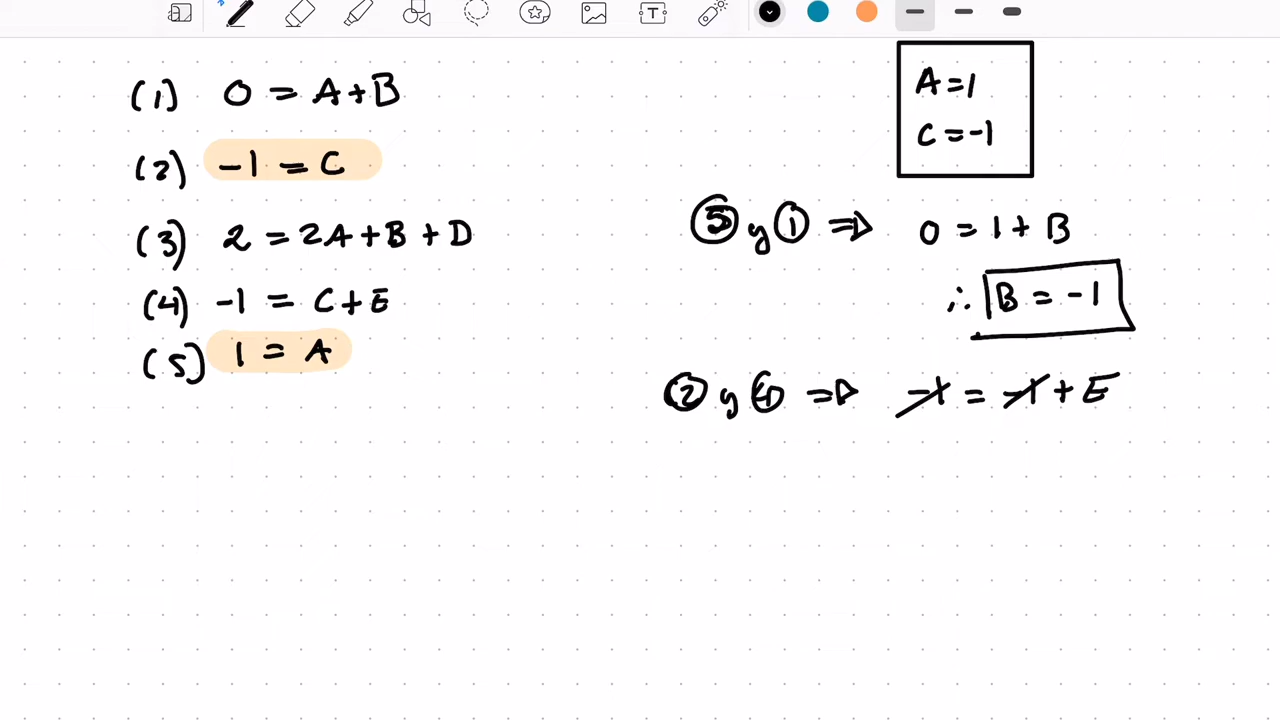 (1) 0 = A+B
(2) -1 = C
(3) 2 = 2A+B+D
(4) -1 = C+E
(5) 1 = A
A=1
C=-1
⑤ y ① ⇒ 0 = 1 + B
∴ B = -1
② y ④ ⇒ -1 = -1 + E